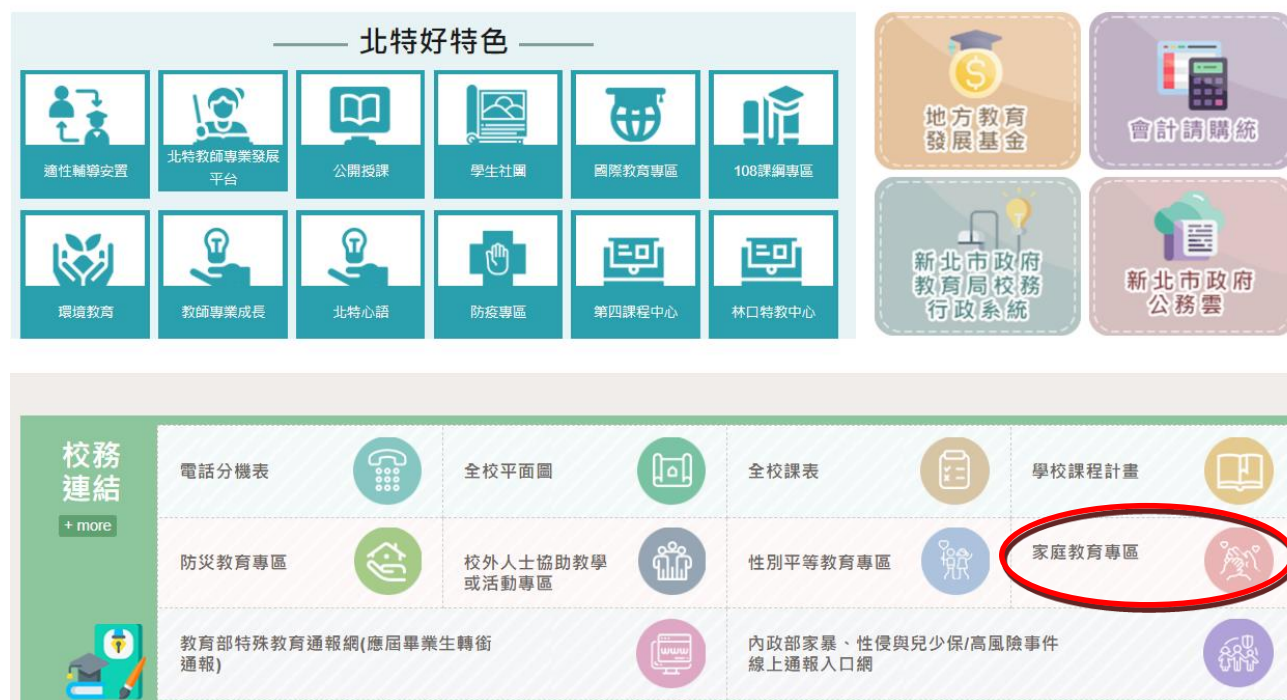 北特好特色
適性輔導安置
北特教師專業發展
平台
公開授課
學生社團
國際教育專區
108課綱專區
環境教育
教師專業成長
北特心語
防疫專區
第四課程中心
林口特教中心
地方教育
發展基金
會計請購統
新北市政府
教育局校務
行政系統
新北市政府
公務雲
校務
連結
+ more
電話分機表
全校平面圖
全校課表
學校課程計畫
防災教育專區
校外人士協助教學
或活動專區
性別平等教育專區
家庭教育專區
教育部特殊教育通報網(應屆畢業生轉銜
通報)
www
內政部家暴、性侵與兒少保/高風險事件
線上通報入口網